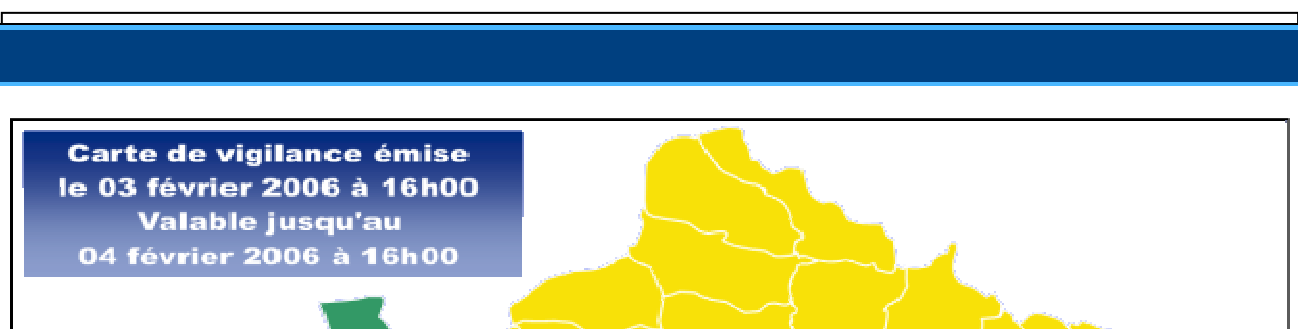 Carte de vigilance émise
le 03 février 2006 à 16h00
Valable jusqu'au
04 février 2006 à 16h00